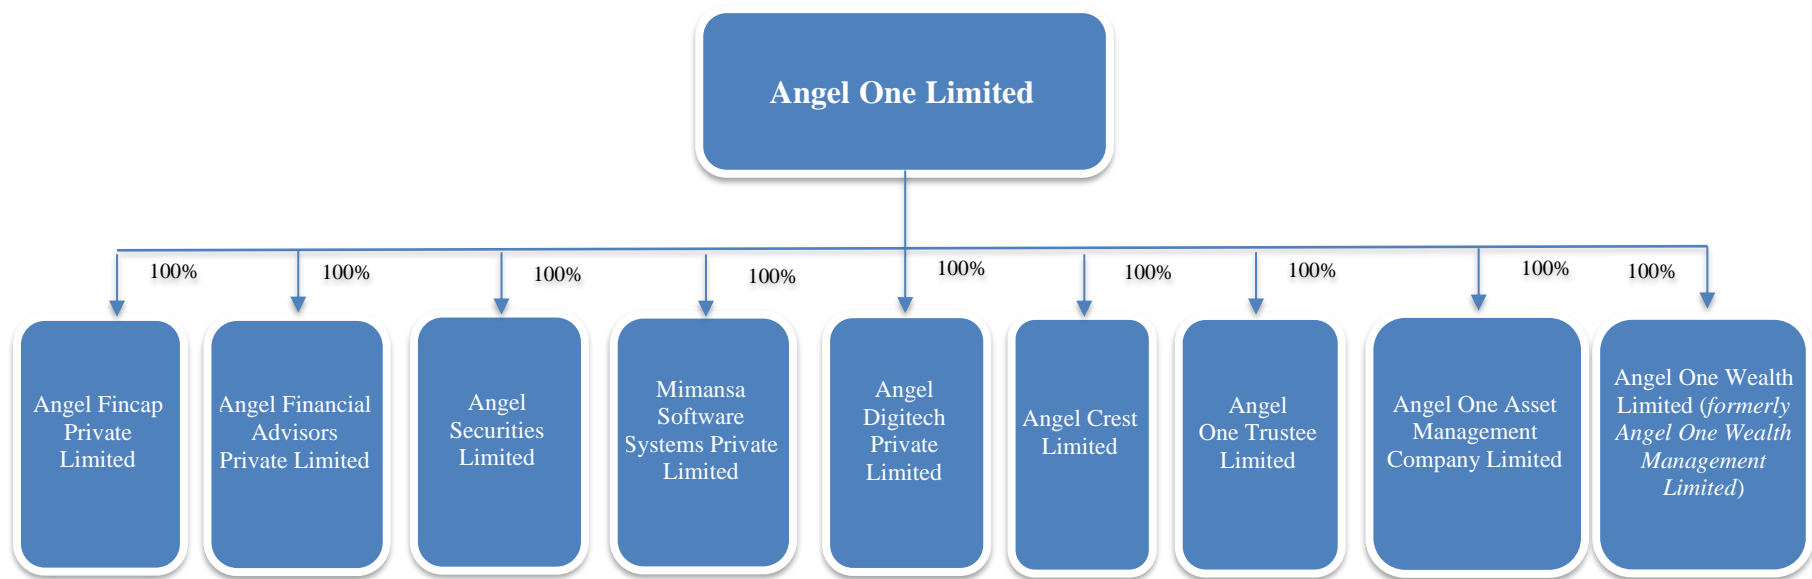 Angel One Limited
100%
100%
100%
100%
100%
100%
100%
100%
100%
Angel Fincap
Private
Limited
Angel Financial
Advisors
Private Limited
Angel
Securities
Limited
Mimansa
Software
Systems Private
Limited
Angel
Digitech
Private
Limited
Angel Crest
Limited
Angel
One Trustee
Limited
Angel One Asset
Management
Company Limited
Angel One Wealth
Limited (formerly
Angel One Wealth
Management
Limited)